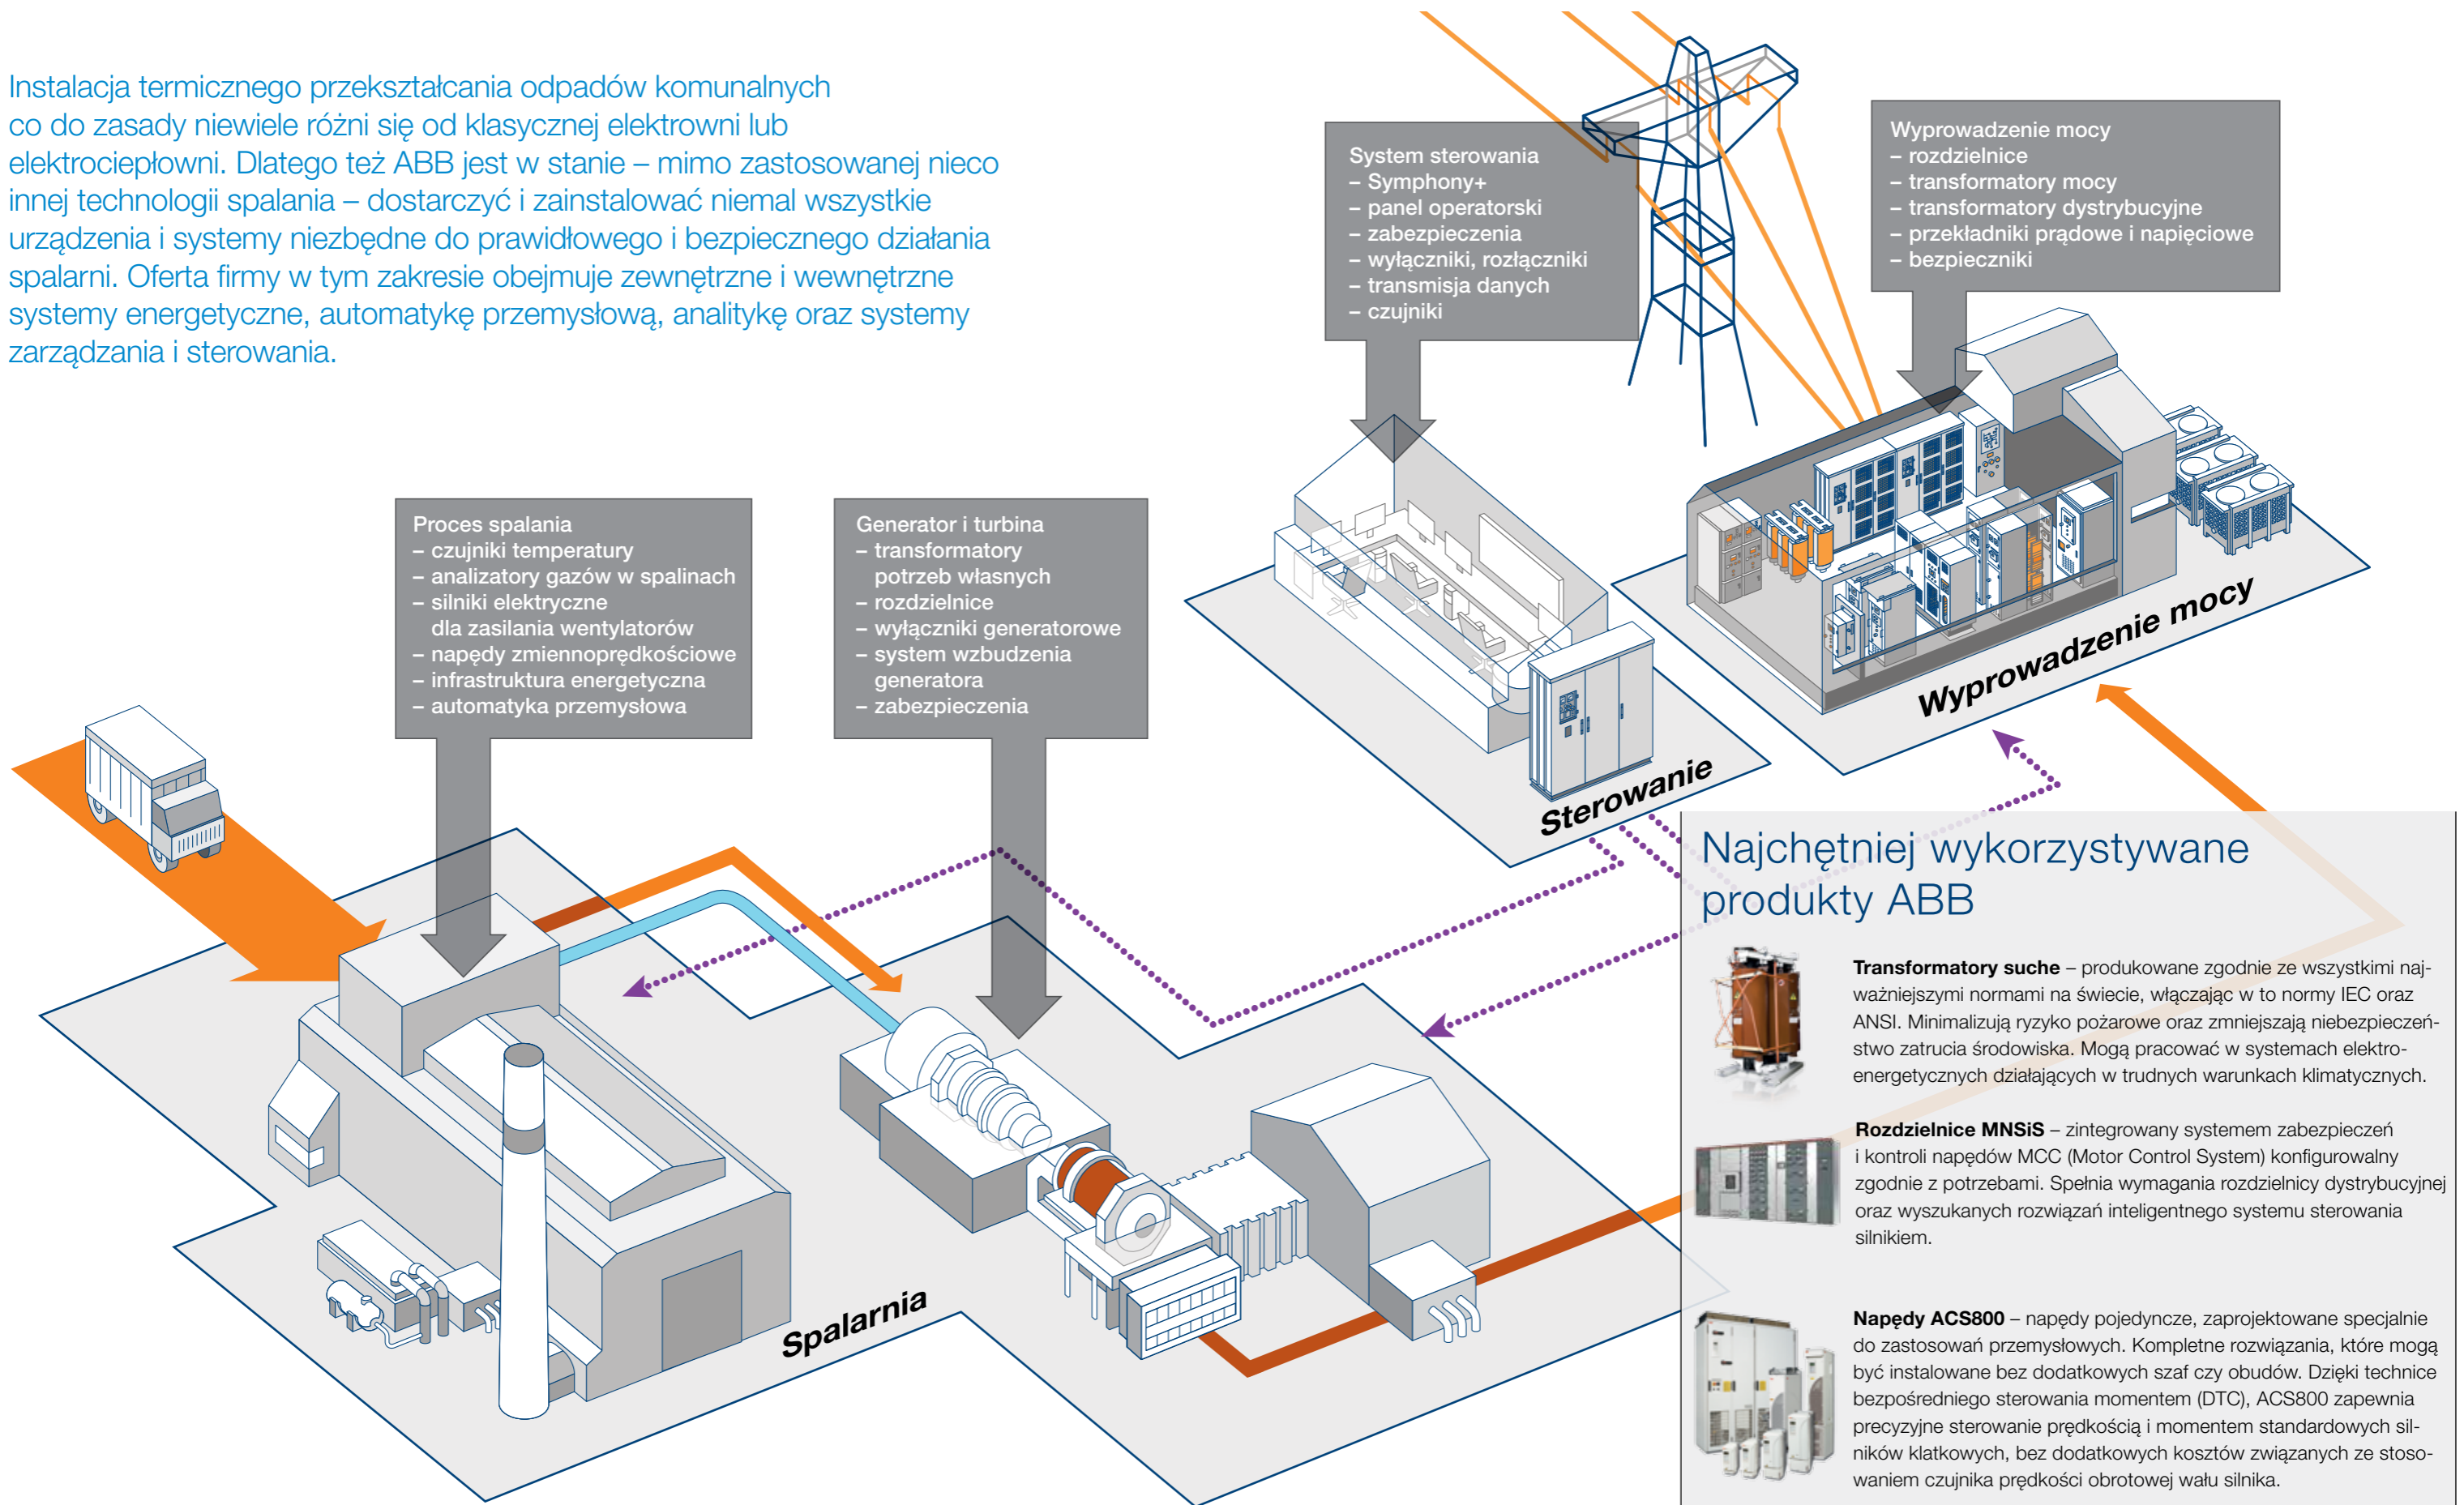 Instalacja termicznego przekształcania odpadów komunalnych
co do zasady niewiele różni się od klasycznej elektrowni lub
elektrociepłowni. Dlatego też ABB jest w stanie – mimo zastosowanej nieco
innej technologii spalania – dostarczyć i zainstalować niemal wszystkie
urządzenia i systemy niezbędne do prawidłowego i bezpiecznego działania
spalarni. Oferta firmy w tym zakresie obejmuje zewnętrzne i wewnętrzne
systemy energetyczne, automatykę przemysłową, analitykę oraz systemy
zarządzania i sterowania.
System sterowania
– Symphony+
– panel operatorski
– zabezpieczenia
– wyłączniki, rozłączniki
– transmisja danych
– czujniki
Wyprowadzenie mocy
– rozdzielnice
– transformatory mocy
– transformatory dystrybucyjne
– przekładniki prądowe i napięciowe
– bezpieczniki
Proces spalania
– czujniki temperatury
– analizatory gazów w spalinach
– silniki elektryczne
dla zasilania wentylatorów
– napędy zmiennoprędkościowe
– infrastruktura energetyczna
– automatyka przemysłowa
Generator i turbina
– transformatory
potrzeb własnych
– rozdzielnice
– wyłączniki generatorowe
– system wzbudzenia
generatora
– zabezpieczenia
Wyprowadzenie mocy
Sterowanie
Spalarnia
Najchętniej wykorzystywane
produkty ABB
Transformatory suche – produkowane zgodnie ze wszystkimi naj-
ważniejszymi normami na świecie, włączając w to normy IEC oraz
ANSI. Minimalizują ryzyko pożarowe oraz zmniejszają niebezpieczeń-
stwo zatrucia środowiska. Mogą pracować w systemach elektro-
energetycznych działających w trudnych warunkach klimatycznych.
Rozdzielnice MNSiS – zintegrowany systemem zabezpieczeń
i kontroli napędów MCC (Motor Control System) konfigurowalny
zgodnie z potrzebami. Spełnia wymagania rozdzielnicy dystrybucyjnej
oraz wyszukanych rozwiązań inteligentnego systemu sterowania
silnikiem.
Napędy ACS800 – napędy pojedyncze, zaprojektowane specjalnie
do zastosowań przemysłowych. Kompletne rozwiązania, które mogą
być instalowane bez dodatkowych szaf czy obudów. Dzięki technice
bezpośredniego sterowania momentem (DTC), ACS800 zapewnia
precyzyjne sterowanie prędkością i momentem standardowych sil-
ników klatkowych, bez dodatkowych kosztów związanych ze stoso-
waniem czujnika prędkości obrotowej wału silnika.